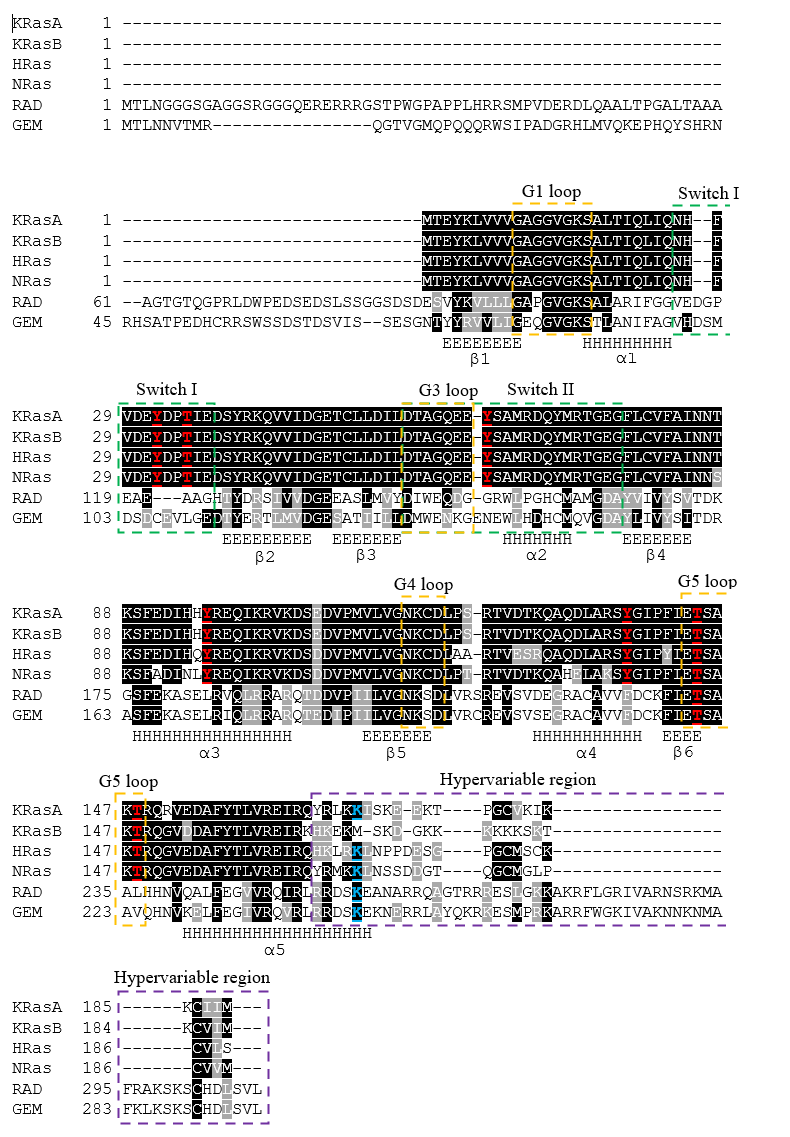 KRasA 1 ------------------------------------------------------------
KRasB 1 ------------------------------------------------------------
HRas 1 ------------------------------------------------------------
NRas 1 ------------------------------------------------------------
RAD 1 MTLNGGGSGAGGSRGGGQERERRRGSTPWGPAPPLHRRSMPVDERDLQAALTPGALTAAA
GEM 1 MTLNNVTMR----------------QGTVGMQPQQQRWSIPADGRHLMVQKEPHQYSHRN
G1 loop Switch I
KRasA 1 ------------------------------MTEYKLVVVGAGGVGKSALTIQLIQNH--F
KRasB 1 ------------------------------MTEYKLVVVGAGGVGKSALTIQLIQNH--F
HRas 1 ------------------------------MTEYKLVVVGAGGVGKSALTIQLIQNH--F
NRas 1 ------------------------------MTEYKLVVVGAGGVGKSALTIQLIQNH--F
RAD 61 --AGTGTQGPRLDWPEDSEDSLSSGGSDSDESVYKVLLLGAPGVGKSALARIFGGVEDGP
GEM 45 RHSATPEDHCRRSWSSDSTDSVIS--SESGNTYYRVVLIGEQGVGKSTLANIFAGVHDSM
EEEEEEEE HHHHHHHHH
β1 α1
Switch I G3 loop Switch II
KRasA 29 VDEYDPTIEDSYRKQVVIDGETCLLDILDTAGQEE-YSAMRDQYMRTGEGFLCVFAINNT
KRasB 29 VDEYDPTIEDSYRKQVVIDGETCLLDILDTAGQEE-YSAMRDQYMRTGEGFLCVFAINNT
HRas 29 VDEYDPTIEDSYRKQVVIDGETCLLDILDTAGQEE-YSAMRDQYMRTGEGFLCVFAINNT
NRas 29 VDEYDPTIEDSYRKQVVIDGETCLLDILDTAGQEE-YSAMRDQYMRTGEGFLCVFAINNS
RAD 119 EAE---AAGHTYDRSIVVDGEEASLMVYDIWEQDG-GRWLPGHCMAMGDAYVIVYSVTDK
GEM 103 DSDCEVLGEDTYERTLMVDGESATIILLDMWENKGENEWLHDHCMQVGDAYLIVYSITDR
EEEEEEEEE EEEEEEE HHHHHHH EEEEEEE
β2 β3 α2 β4
G4 loop G5 loop
KRasA 88 KSFEDIHHYREQIKRVKDSEDVPMVLVGNKCDLPS-RTVDTKQAQDLARSYGIPFIETSA
KRasB 88 KSFEDIHHYREQIKRVKDSEDVPMVLVGNKCDLPS-RTVDTKQAQDLARSYGIPFIETSA
HRas 88 KSFEDIHQYREQIKRVKDSDDVPMVLVGNKCDLAA-RTVESRQAQDLARSYGIPYIETSA
NRas 88 KSFADINLYREQIKRVKDSDDVPMVLVGNKCDLPT-RTVDTKQAHELAKSYGIPFIETSA
RAD 175 GSFEKASELRVQLRRARQTDDVPIILVGNKSDLVRSREVSVDEGRACAVVFDCKFIETSA
GEM 163 ASFEKASELRIQLRRARQTEDIPIILVGNKSDLVRCREVSVSEGRACAVVFDCKFIETSA
HHHHHHHHHHHHHHHH EEEEEEE HHHHHHHHHHH EEEE
α3 β5 α4 β6
G5 loop Hypervariable region
KRasA 147 KTRQRVEDAFYTLVREIRQYRLKKISKE-EKT----PGCVKIK-----------------
KRasB 147 KTRQGVDDAFYTLVREIRKHKEKM-SKD-GKK----KKKKSKT-----------------
HRas 147 KTRQGVEDAFYTLVREIRQHKLRKLNPPDESG----PGCMSCK-----------------
NRas 147 KTRQGVEDAFYTLVREIRQYRMKKLNSSDDGT----QGCMGLP-----------------
RAD 235 ALHHNVQALFEGVVRQIRLRRDSKEANARRQAGTRRRESLGKKAKRFLGRIVARNSRKMA
GEM 223 AVQHNVKELFEGIVRQVRLRRDSKEKNERRLAYQKRKESMPRKARRFWGKIVAKNNKNMA
HHHHHHHHHHHHHHHHHHH
α5
Hypervariable region
KRasA 185 ------KCIIM---
KRasB 184 ------KCVIM---
HRas 186 -------CVLS---
NRas 186 -------CVVM---
RAD 295 FRAKSKSCHDLSVL
GEM 283 FKLKSKSCHDLSVL